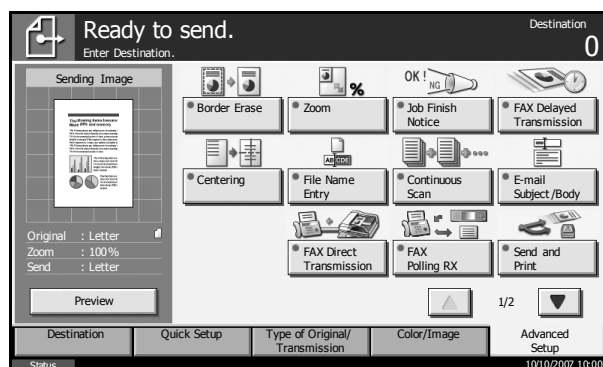 Ready to send.
Enter Destination.
Destination
0
Sending Image
Original : Letter
Zoom : 100%
Send : Letter
Preview
Border Erase
%
Zoom
OK! NG
Job Finish
Notice
FAX Delayed
Transmission
Centering
AB CDE
File Name
Entry
Continuous
Scan
E-mail
Subject/Body
FAX Direct
Transmission
FAX
Polling RX
Send and
Print
1/2
Destination
Quick Setup
Type of Original/
Transmission
Color/Image
Advanced
Setup
Status
10/10/2007 10:00